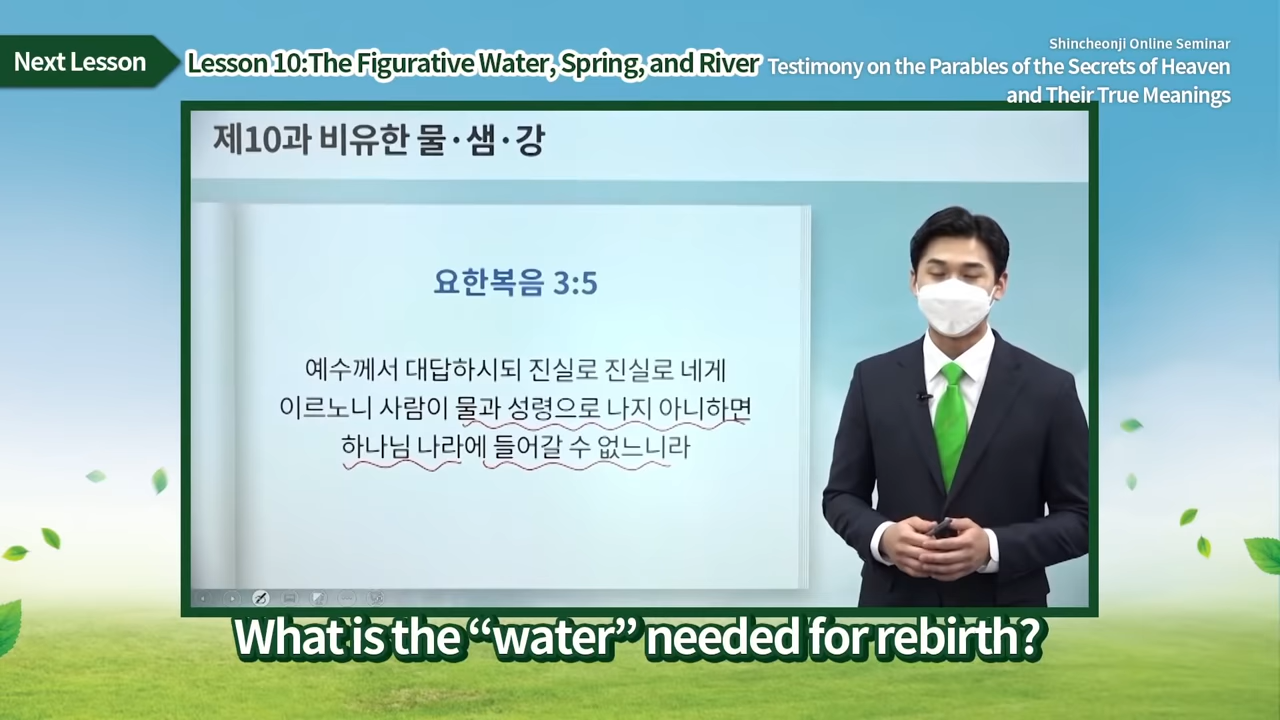 Next Lesson
Lesson 10:The Figurative Water, Spring, and River
Shincheonji Online Seminar
Testimony on the Parables of the Secrets of Heaven
and Their True Meanings
제10과 비유한 물·샘·강
요한복음 3:5
예수께서 대답하시되 진실로 진실로 네게
이르노니 사람이 물과 성령으로 나지 아니하면
하나님 나라에 들어갈 수 없느니라
What is the “water” needed for rebirth?